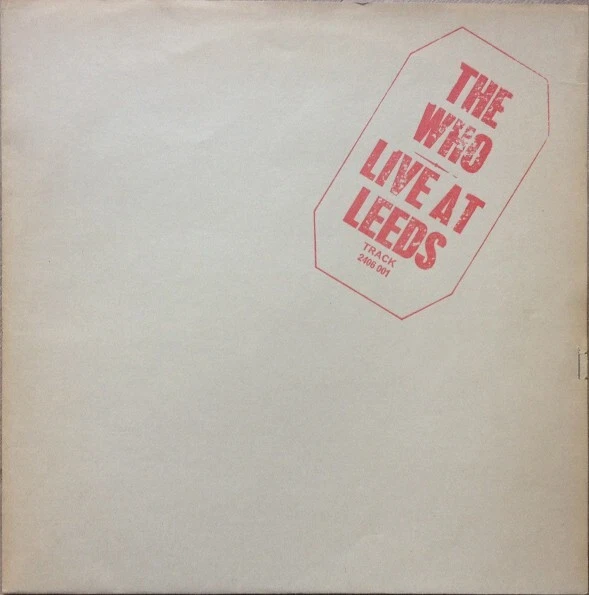 THE
WHO
LIVE AT
LEEDS
TRACK
2406 001